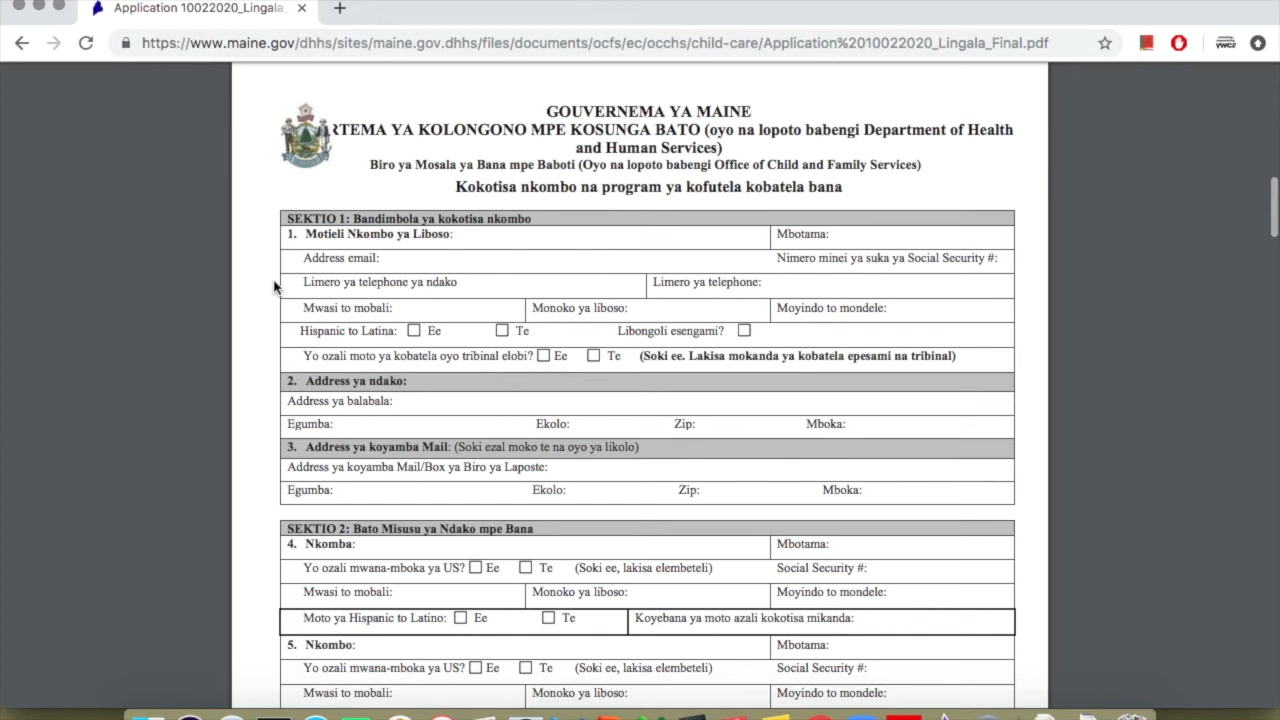 Application 10022020_Lingala_
https://www.maine.gov/dhhs/sites/maine.gov.dhhs/files/documents/ocfs/ec/occhs/child-care/Application%2010022020_Lingala_Final.pdf
GOUVERNEMA YA MAINE
RTEMA YA KOLONGONO MPE KOSUNGA BATO (oyo na lopoto babengi Department of Health
and Human Services)
Biro ya Mosala ya Bana mpe Baboti (Oyo na lopoto babengi Office of Child and Family Services)
Kokotisa nkombo na program ya kofutela kobatela bana
SEKTIO 1: Bandimbola ya kokotisa nkombo
1. Motieli Nkombo ya Liboso: Mbotama:
Address email: Nimero minei ya suka ya Social Security #:
Limero ya telephone ya ndako Limero ya telephone:
Mwasi to mobali: Monoko ya liboso: Moyindo to mondele:
Hispanic to Latina: Ee Te Libongoli esengami?
Yo ozali moto ya kobatela oyo tribinal elobi? Ee Te (Soki ee. Lakisa mokanda ya kobatela epesami na tribinal)
2. Address ya ndako:
Address ya balabala:
Egumba: Ekolo: Zip: Mboka:
3. Address ya koyamba Mail: (Soki ezal moko te na oyo ya likolo)
Address ya koyamba Mail/Box ya Biro ya Laposte:
Egumba: Ekolo: Zip: Mboka:
SEKTIO 2: Bato Misusu ya Ndako mpe Bana
4. Nkomba: Mbotama:
Yo ozali mwana-mboka ya US? Ee Te (Soki ee, lakisa elembeteli) Social Security #:
Mwasi to mobali: Monoko ya liboso: Moyindo to mondele:
Moto ya Hispanic to Latino: Ee Te Koyebana ya moto azali kokotisa mikanda:
5. Nkombo: Mbotama:
Yo ozali mwana-mboka ya US? Ee Te (Soki ee, lakisa elembeteli) Social Security #:
Mwasi to mobali: Monoko ya liboso: Moyindo to mondele: